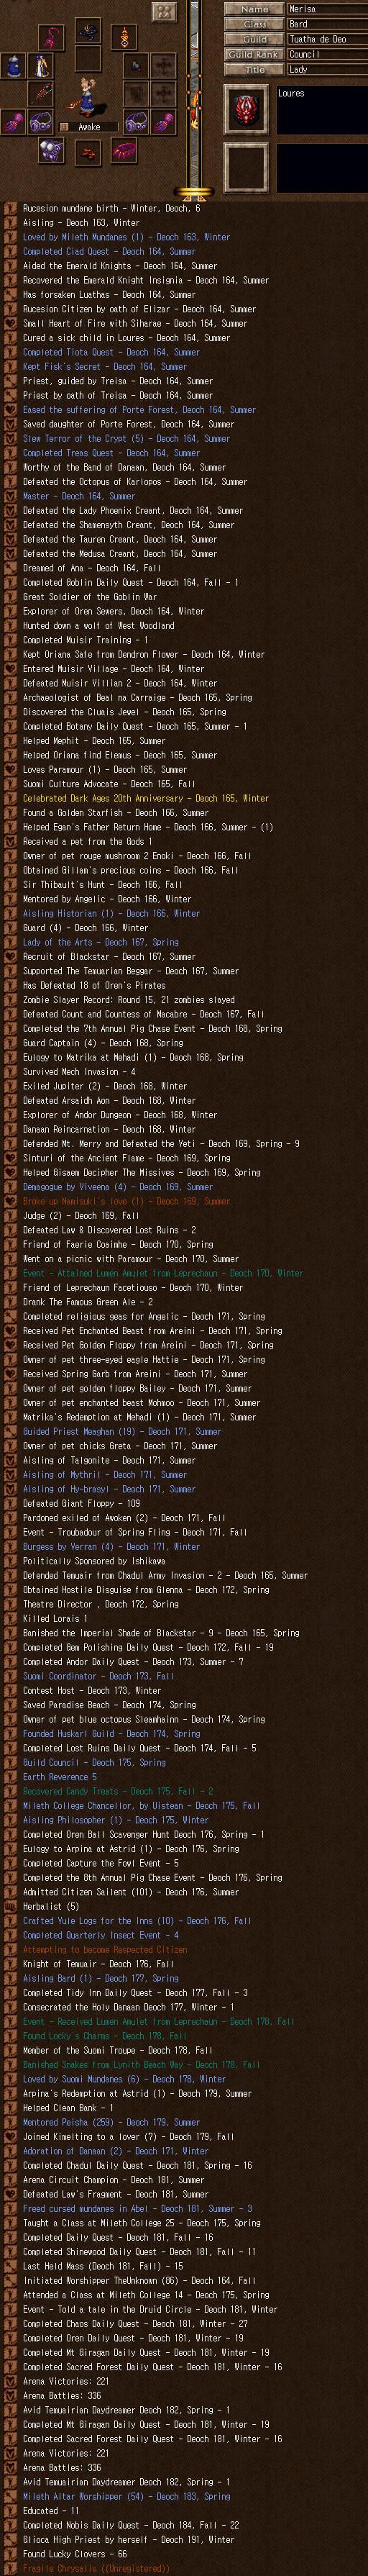 Name Merisa
Class Bard
Guild Tuatha de Deo
Guild Rank Council
Title Lady
Awake
Loures
Rucesion mundane birth - Winter, Deoch, 6
Aisling - Deoch 163, Winter
Loved by Mileth Mundanes (1) - Deoch 163, Winter
Completed Ciad Quest - Deoch 164, Summer
Aided the Emerald Knights - Deoch 164, Summer
Recovered the Emerald Knight Insignia - Deoch 164, Summer
Has forsaken Luathas - Deoch 164, Summer
Rucesion Citizen by oath of Elizar - Deoch 164, Summer
Small Heart of Fire with Siharae - Deoch 164, Summer
Cured a sick child in Loures - Deoch 164, Summer
Completed Tiota Quest - Deoch 164, Summer
Kept Fisk's Secret - Deoch 164, Summer
Priest, guided by Treisa - Deoch 164, Summer
Priest by oath of Treisa - Deoch 164, Summer
Eased the suffering of Porte Forest, Deoch 164, Summer
Saved daughter of Porte Forest, Deoch 164, Summer
Slew Terror of the Crypt (5) - Deoch 164, Summer
Completed Treas Quest - Deoch 164, Summer
Worthy of the Band of Danaan, Deoch 164, Summer
Defeated the Octopus of Karlopos - Deoch 164, Summer
Master - Deoch 164, Summer
Defeated the Lady Phoenix Creant, Deoch 164, Summer
Defeated the Shamensyth Creant, Deoch 164, Summer
Defeated the Tauren Creant, Deoch 164, Summer
Defeated the Medusa Creant, Deoch 164, Summer
Dreamed of Ana - Deoch 164, Fall
Completed Goblin Daily Quest - Deoch 164, Fall - 1
Great Soldier of the Goblin War
Explorer of Oren Sewers, Deoch 164, Winter
Hunted down a wolf of West Woodland
Completed Muisir Training - 1
Kept Oriana Safe from Dendron Flower - Deoch 164, Winter
Entered Muisir Village - Deoch 164, Winter
Defeated Muisir Villian 2 - Deoch 164, Winter
Archaeologist of Beal na Carraige - Deoch 165, Spring
Discovered the Cluais Jewel - Deoch 165, Spring
Completed Botany Daily Quest - Deoch 165, Summer - 1
Helped Mephit - Deoch 165, Summer
Helped Oriana find Elemus - Deoch 165, Summer
Loves Paramour (1) - Deoch 165, Summer
Suomi Culture Advocate - Deoch 165, Fall
Celebrated Dark Ages 20th Anniversary - Deoch 165, Winter
Found a Golden Starfish - Deoch 166, Summer
Helped Egan's Father Return Home - Deoch 166, Summer - (1)
Received a pet from the Gods 1
Owner of pet rouge mushroom 2 Enoki - Deoch 166, Fall
Obtained Gillam's precious coins - Deoch 166, Fall
Sir Thibault's Hunt - Deoch 166, Fall
Mentored by Angelic - Deoch 166, Winter
Aisling Historian (1) - Deoch 166, Winter
Guard (4) - Deoch 166, Winter
Lady of the Arts - Deoch 167, Spring
Recruit of Blackstar - Deoch 167, Summer
Supported The Temuarian Beggar - Deoch 167, Summer
Has Defeated 18 of Oren's Pirates
Zombie Slayer Record: Round 15, 21 zombies slayed
Defeated Count and Countess of Macabre - Deoch 167, Fall
Completed the 7th Annual Pig Chase Event - Deoch 168, Spring
Guard Captain (4) - Deoch 168, Spring
Eulogy to Matrika at Mehadi (1) - Deoch 168, Spring
Survived Mech Invasion - 4
Exiled Jupiter (2) - Deoch 168, Winter
Defeated Arsaidh Aon - Deoch 168, Winter
Explorer of Andor Dungeon - Deoch 168, Winter
Danaan Reincarnation - Deoch 168, Winter
Defended Mt. Merry and Defeated the Yeti - Deoch 169, Spring - 9
Sinturi of the Ancient Flame - Deoch 169, Spring
Helped Gisaem Decipher The Missives - Deoch 169, Spring
Demagogue by Viveena (4) - Deoch 169, Summer
Broke up Namisuki's love (1) - Deoch 169, Summer
Judge (2) - Deoch 169, Fall
Defeated Law & Discovered Lost Ruins - 2
Friend of Faerie Coaimhe - Deoch 170, Spring
Went on a picnic with Paramour - Deoch 170, Summer
Event - Attained Lumen Amulet from Leprechaun - Deoch 170, Winter
Friend of Leprechaun Facetiouso - Deoch 170, Winter
Drank The Famous Green Ale - 2
Completed religious geas for Angelic - Deoch 171, Spring
Received Pet Enchanted Beast from Areini - Deoch 171, Spring
Received Pet Golden Floppy from Areini - Deoch 171, Spring
Owner of pet three-eyed eagle Hattie - Deoch 171, Spring
Received Spring Garb from Areini - Deoch 171, Summer
Owner of pet golden floppy Bailey - Deoch 171, Summer
Owner of pet enchanted beast Mohmoo - Deoch 171, Summer
Matrika's Redemption at Mehadi (1) - Deoch 171, Summer
Guided Priest Meaghan (19) - Deoch 171, Summer
Owner of pet chicks Greta - Deoch 171, Summer
Aisling of Talgonite - Deoch 171, Summer
Aisling of Mythril - Deoch 171, Summer
Aisling of Hy-brasyl - Deoch 171, Summer
Defeated Giant Floppy - 109
Pardoned exiled of Awoken (2) - Deoch 171, Fall
Event - Troubadour of Spring Fling - Deoch 171, Fall
Burgess by Verran (4) - Deoch 171, Winter
Politically Sponsored by Ishikawa
Defended Temuair from Chadul Army Invasion - 2 - Deoch 165, Summer
Obtained Hostile Disguise from Glenna - Deoch 172, Spring
Theatre Director , Deoch 172, Spring
Killed Lorais 1
Banished the Imperial Shade of Blackstar - 9 - Deoch 165, Spring
Completed Gem Polishing Daily Quest - Deoch 172, Fall - 19
Completed Andor Daily Quest - Deoch 173, Summer - 7
Suomi Coordinator - Deoch 173, Fall
Contest Host - Deoch 173, Winter
Saved Paradise Beach - Deoch 174, Spring
Owner of pet blue octopus Sleamhainn - Deoch 174, Spring
Founded Huskarl Guild - Deoch 174, Spring
Completed Lost Ruins Daily Quest - Deoch 174, Fall - 5
Guild Council - Deoch 175, Spring
Earth Reverence 5
Recovered Candy Treats - Deoch 175, Fall - 2
Mileth College Chancellor, by Uistean - Deoch 175, Fall
Aisling Philosopher (1) - Deoch 175, Winter
Completed Oren Ball Scavenger Hunt Deoch 176, Spring - 1
Eulogy to Arpina at Astrid (1) - Deoch 176, Spring
Completed Capture the Fowl Event - 5
Completed the 8th Annual Pig Chase Event - Deoch 176, Spring
Admitted Citizen Sailent (101) - Deoch 176, Summer
Herbalist (5)
Crafted Yule Logs for the Inns (10) - Deoch 176, Fall
Completed Quarterly Insect Event - 4
Attempting to become Respected Citizen
Knight of Temuair - Deoch 176, Fall
Aisling Bard (1) - Deoch 177, Spring
Completed Tidy Inn Daily Quest - Deoch 177, Fall - 3
Consecrated the Holy Danaan Deoch 177, Winter - 1
Event - Received Lumen Amulet from Leprechaun - Deoch 178, Fall
Found Lucky's Charms - Deoch 178, Fall
Member of the Suomi Troupe - Deoch 178, Fall
Banished Snakes from Lynith Beach Way - Deoch 178, Fall
Loved by Suomi Mundanes (6) - Deoch 178, Winter
Arpina's Redemption at Astrid (1) - Deoch 179, Summer
Helped Clean Bank - 1
Mentored Peisha (259) - Deoch 179, Summer
Joined Kimelting to a lover (7) - Deoch 179, Fall
Adoration of Danaan (2) - Deoch 171, Winter
Completed Chadul Daily Quest - Deoch 181, Spring - 16
Arena Circuit Champion - Deoch 181, Summer
Defeated Law's Fragment - Deoch 181, Summer
Freed cursed mundanes in Abel - Deoch 181, Summer - 3
Taught a Class at Mileth College 25 - Deoch 175, Spring
Completed Daily Quest - Deoch 181, Fall - 16
Completed Shinewood Daily Quest - Deoch 181, Fall - 11
Last Held Mass (Deoch 181, Fall) - 15
Initiated Worshipper TheUnknown (86) - Deoch 164, Fall
Attended a Class at Mileth College 14 - Deoch 175, Spring
Event - Told a tale in the Druid Circle - Deoch 181, Winter
Completed Chaos Daily Quest - Deoch 181, Winter - 27
Completed Oren Daily Quest - Deoch 181, Winter - 19
Completed Mt Giragan Daily Quest - Deoch 181, Winter - 19
Completed Sacred Forest Daily Quest - Deoch 181, Winter - 16
Arena Victories: 221
Arena Battles: 336
Avid Temuairian Daydreamer Deoch 182, Spring - 1
Completed Mt Giragan Daily Quest - Deoch 181, Winter - 19
Completed Sacred Forest Daily Quest - Deoch 181, Winter - 16
Arena Victories: 221
Arena Battles: 336
Avid Temuairian Daydreamer Deoch 182, Spring - 1
Mileth Altar Worshipper (54) - Deoch 183, Spring
Educated - 11
Completed Nobis Daily Quest - Deoch 184, Fall - 22
Glioca High Priest by herself - Deoch 191, Winter
Found Lucky Clovers - 66
Fragile Chrysalis ((Unregistered))